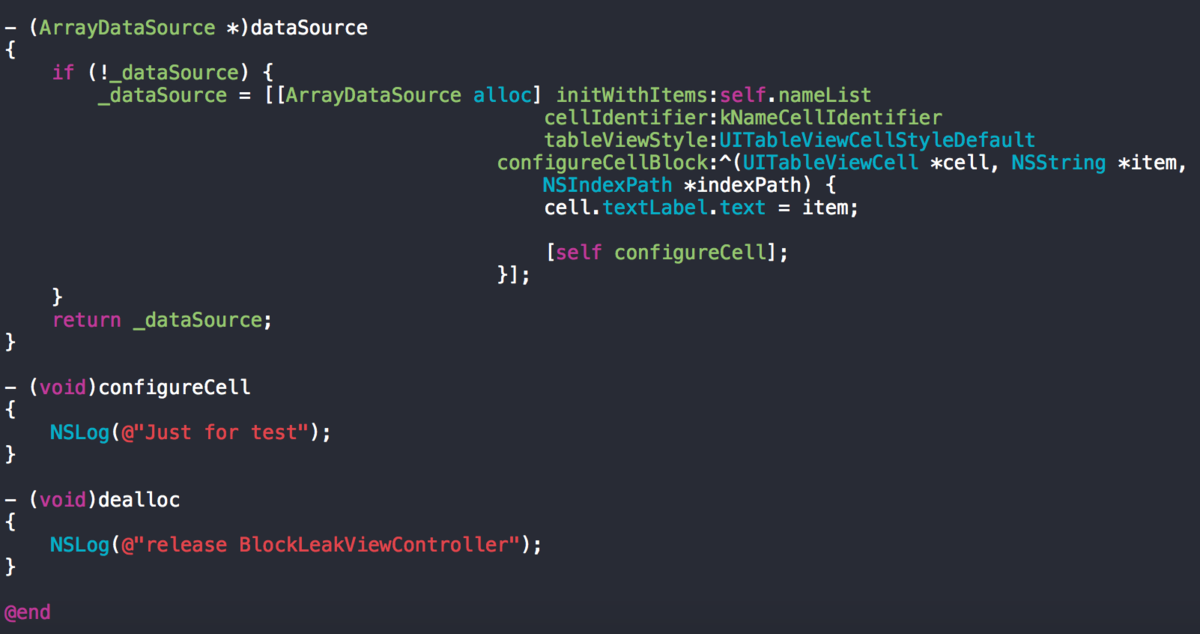 - (ArrayDataSource *)dataSource
{
    if (!_dataSource) {
        _dataSource = [[ArrayDataSource alloc] initWithItems:self.nameList
                                              cellIdentifier:kNameCellIdentifier
                                              tableViewStyle:UITableViewCellStyleDefault
                                          configureCellBlock:^(UITableViewCell *cell, NSString *item,
                                              NSIndexPath *indexPath) {
                                              cell.textLabel.text = item;

                                              [self configureCell];
                                          }];
    }
    return _dataSource;
}

- (void)configureCell
{
    NSLog(@"Just for test");
}

- (void)dealloc
{
    NSLog(@"release BlockLeakViewController");
}

@end